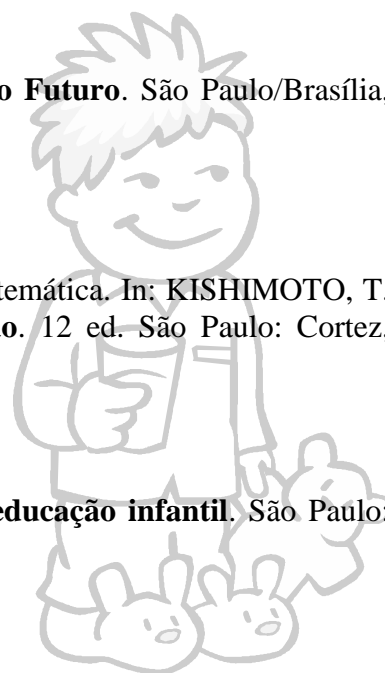 o Futuro. São Paulo/Brasília,
temática. In: KISHIMOTO, T.
o. 12 ed. São Paulo: Cortez,
educação infantil. São Paulo: